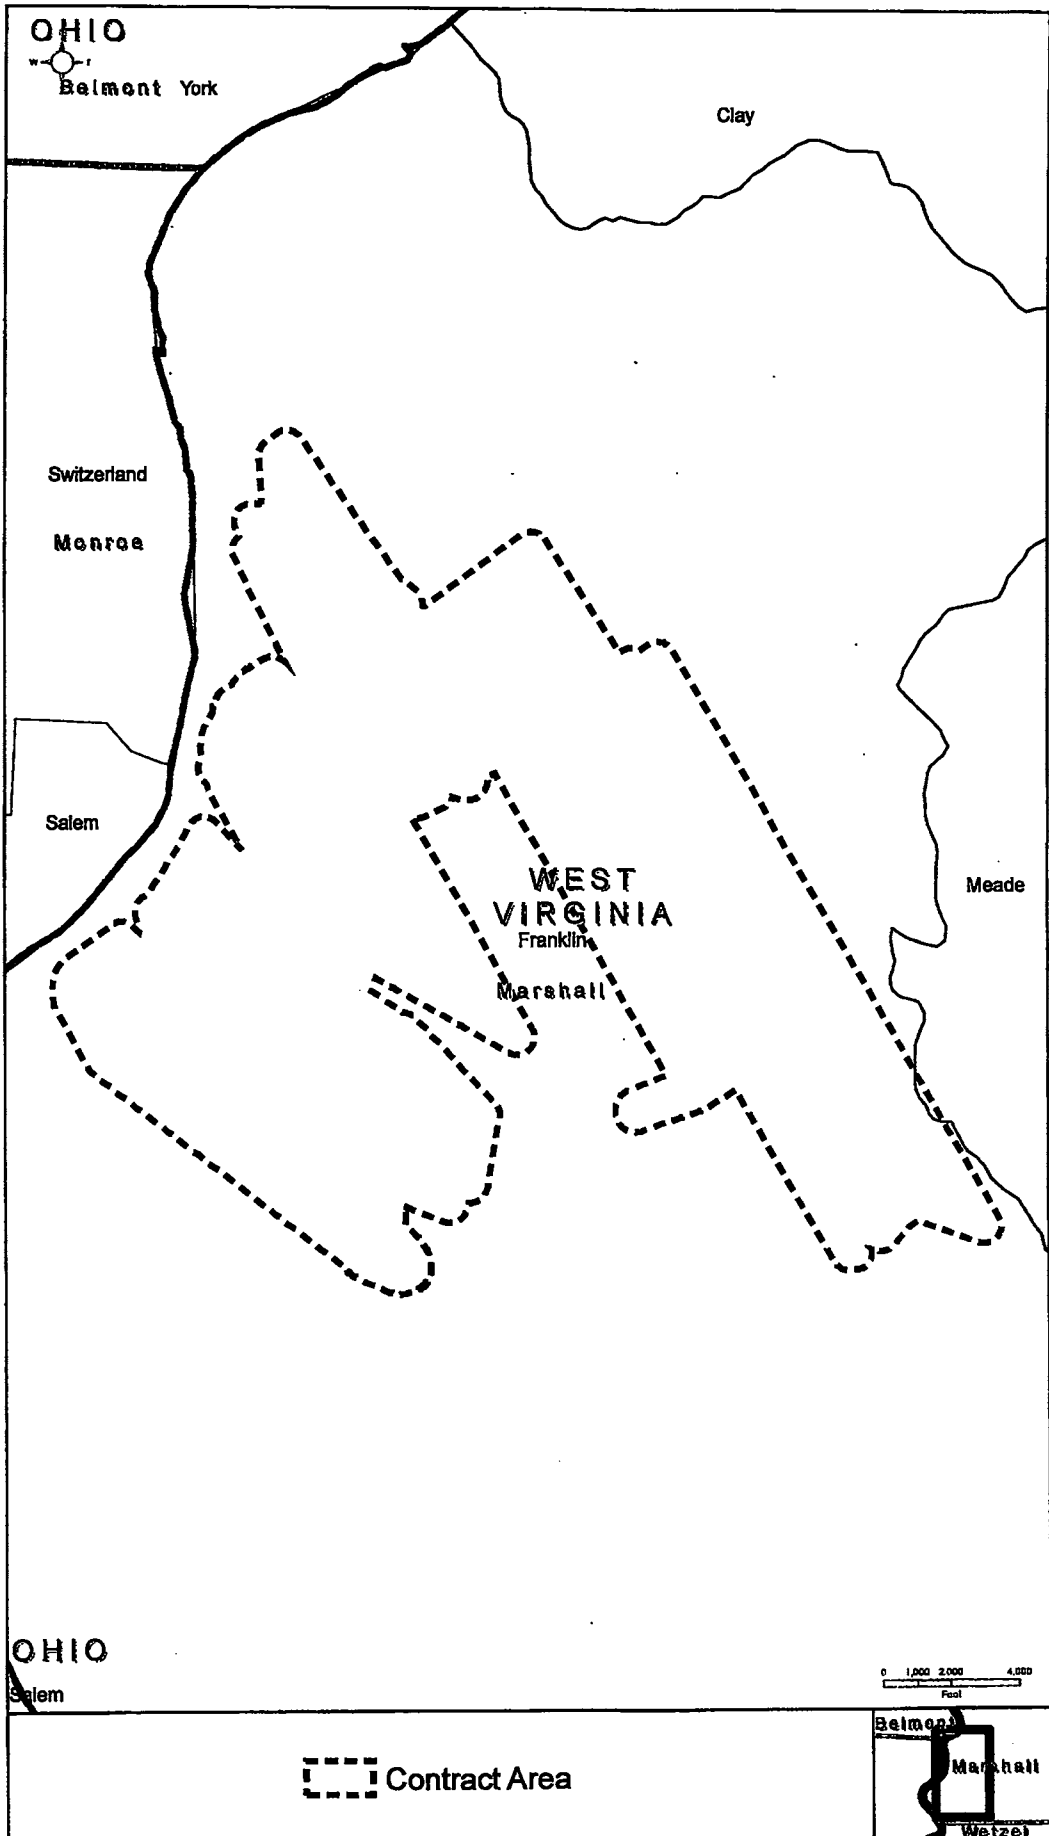 OHIO
W
Belmont York
Clay
Switzerland
Monroe
Salem
WEST
VIRGINIA
Franklin
Marshall
Meade
OHIO
Salem
0 1,000 2,000 4,000
Feet
Contract Area
Belmont
Marshall
Wetzel